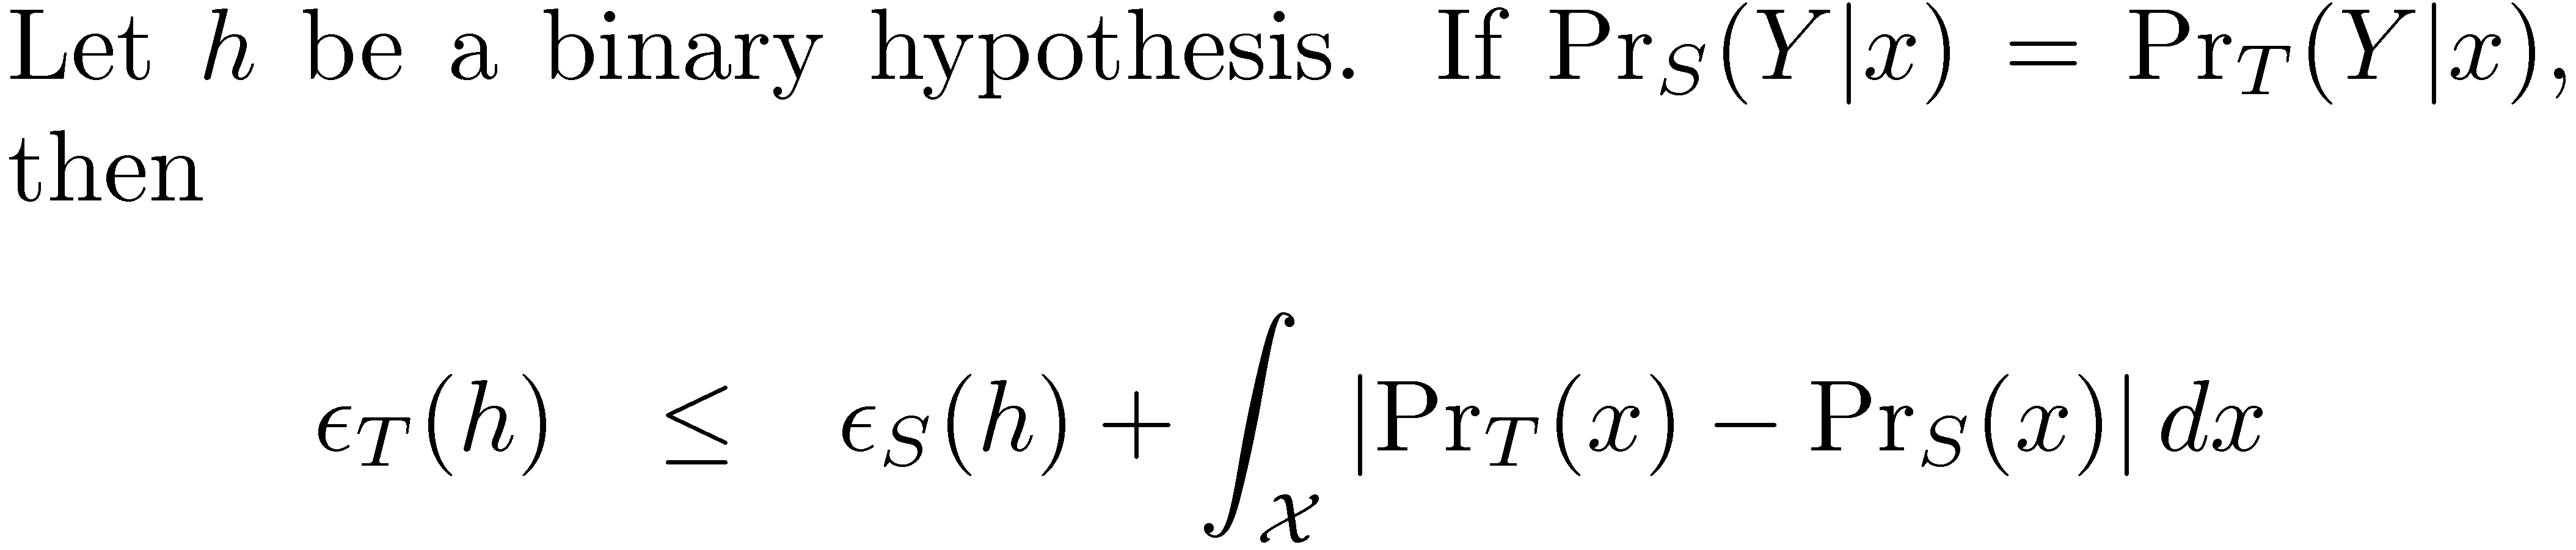 Let h be a binary hypothesis. If Pr_S(Y|x) = Pr_T(Y|x),
then
ϵ_T(h) ≤ ϵ_S(h) + ∫_𝒳 |Pr_T(x) − Pr_S(x)| dx